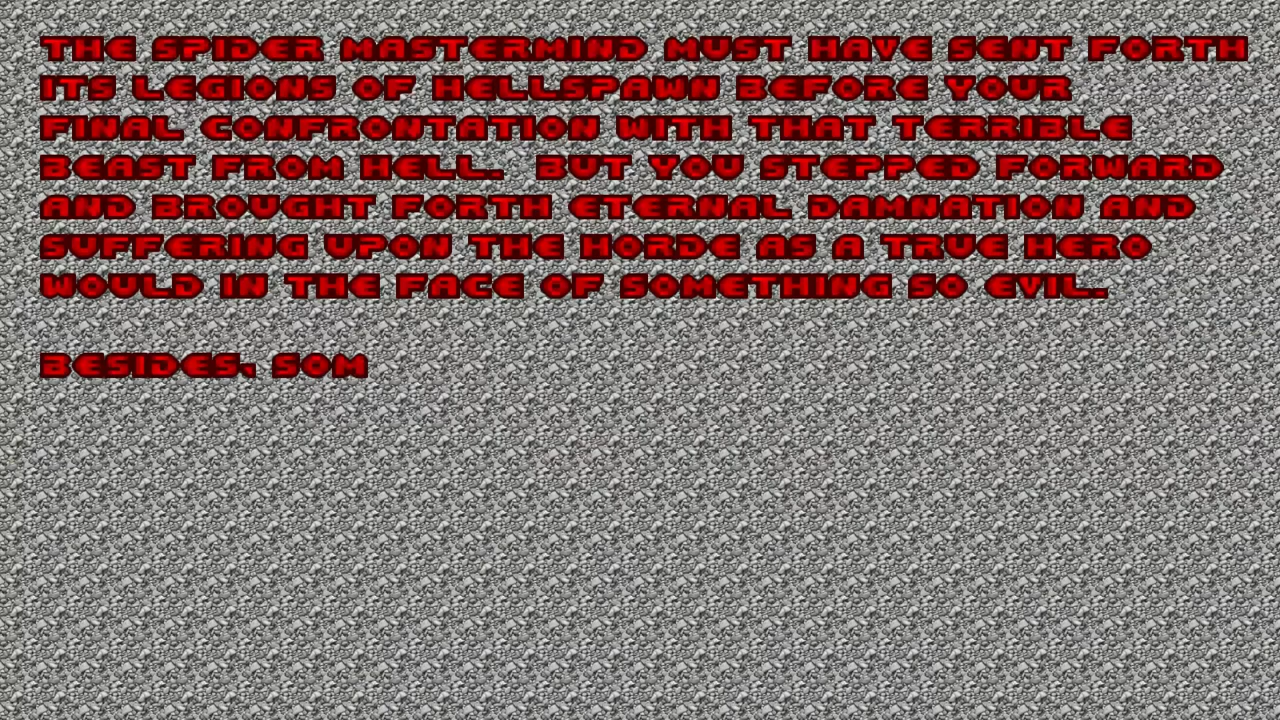 THE SPIDER MASTERMIND MUST HAVE SENT FORTH
ITS LEGIONS OF HELLSPAWN BEFORE YOUR
FINAL CONFRONTATION WITH THAT TERRIBLE
BEAST FROM HELL.  BUT YOU STEPPED FORWARD
AND BROUGHT FORTH ETERNAL DAMNATION AND
SUFFERING UPON THE HORDE AS A TRUE HERO
WOULD IN THE FACE OF SOMETHING SO EVIL.
BESIDES, SOM